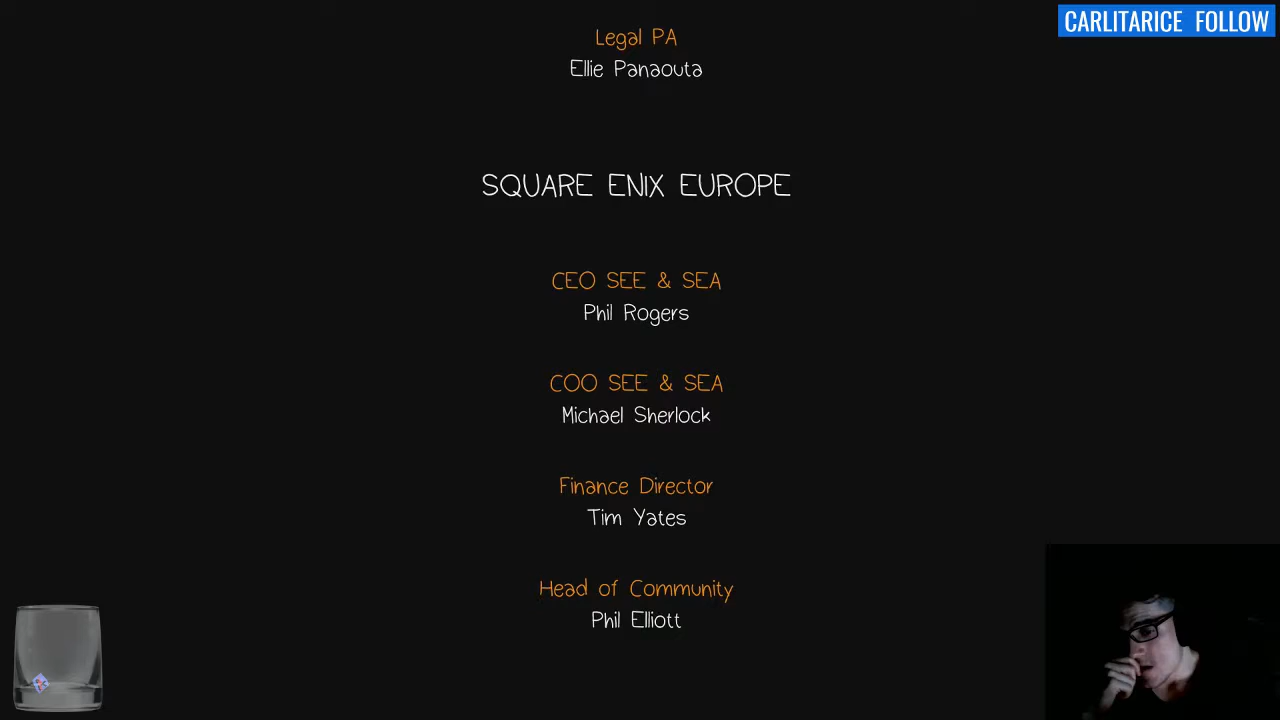 CARLITARICE FOLLOW
Legal PA
Ellie Panaouta
SQUARE ENIX EUROPE
CEO SEE & SEA
Phil Rogers
COO SEE & SEA
Michael Sherlock
Finance Director
Tim Yates
Head of Community
Phil Elliott